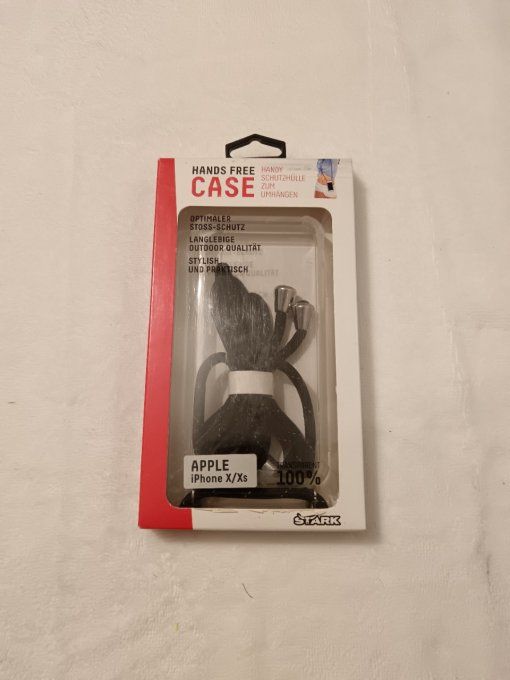 HANDS FREE
CASE
HANDY
SCHUTZHÜLLE
ZUM
UMHÄNGEN
OPTIMALER
STOSS-SCHUTZ
LANGLEBIGE
OUTDOOR QUALITÄT
STYLISH
UND PRAKTISCH
APPLE
iPhone X/Xs
TRANSPARENT
100%
STARK